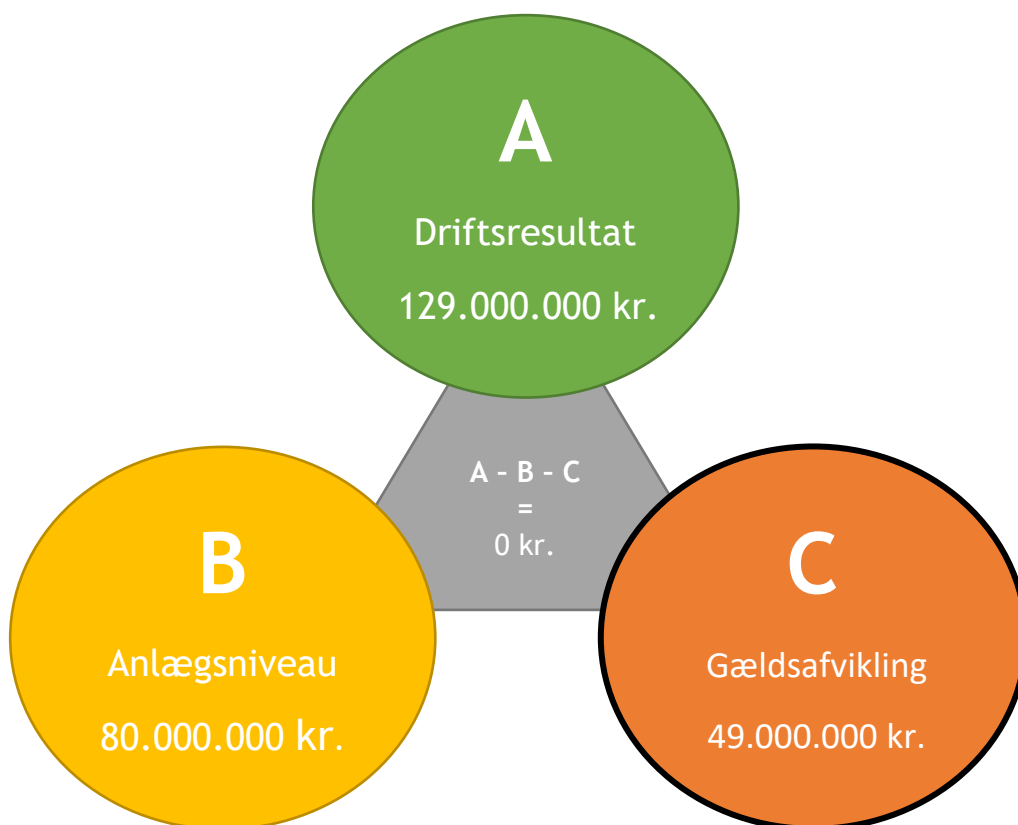 A
Driftsresultat
129.000.000 kr.
A – B – C
=
0 kr.
B
Anlægsniveau
80.000.000 kr.
C
Gældsafvikling
49.000.000 kr.